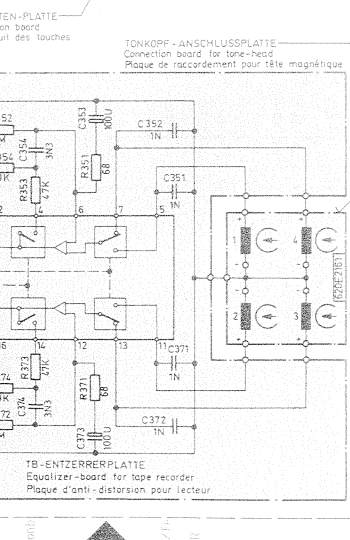 TEN-PLATTE
on board
uit des touches
TONKOPF-ANSCHLUSSPLATTE
Connection board for tone-head
Plaque de raccordement pour tête magnétique
C353
100U
C352
1N
C354
3N3
R351
68
C351
1N
R353
47K
4
6
7
5
1
4
620E2161
2
3
14
12
13
11
R373
47K
C371
1N
R371
68
C374
3N3
C373
100U
C372
1N
TB-ENTZERRERPLATTE
Equalizer-board for tape recorder
Plaque d'anti-distorsion pour lecteur